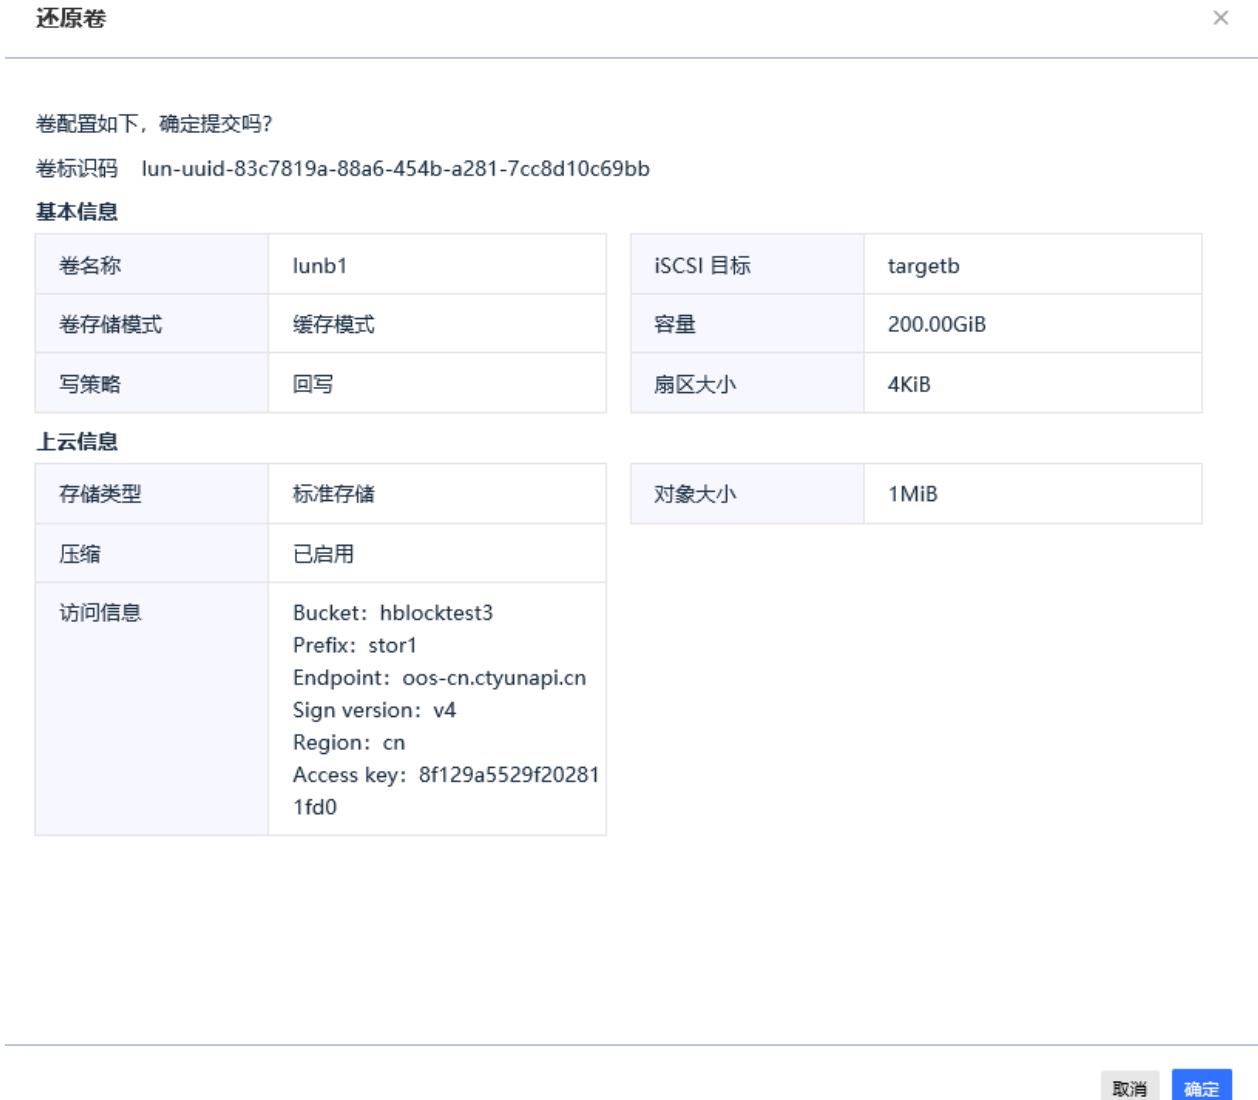 还原卷
卷配置如下，确定提交吗？
卷标识码 lun-uuid-83c7819a-88a6-454b-a281-7cc8d10c69bb
基本信息
卷名称 lunb1 iSCSI 目标 targetb
卷存储模式 缓存模式 容量 200.00GiB
写策略 回写 扇区大小 4KiB
上云信息
存储类型 标准存储 对象大小 1MiB
压缩 已启用
访问信息 Bucket：hblocktest3
Prefix：stor1
Endpoint：oos-cn.ctyunapi.cn
Sign version：v4
Region：cn
Access key：8f129a5529f20281
1fd0
取消 确定